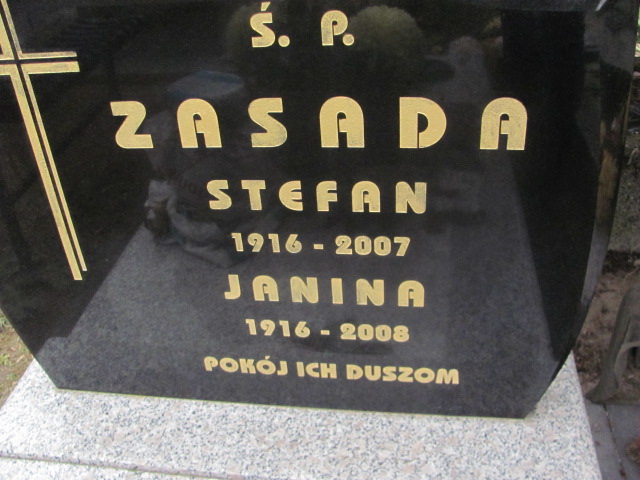 Ś. P.
ZASADA
STEFAN
1916 - 2007
JANINA
1916 - 2008
POKÓJ ICH DUSZOM